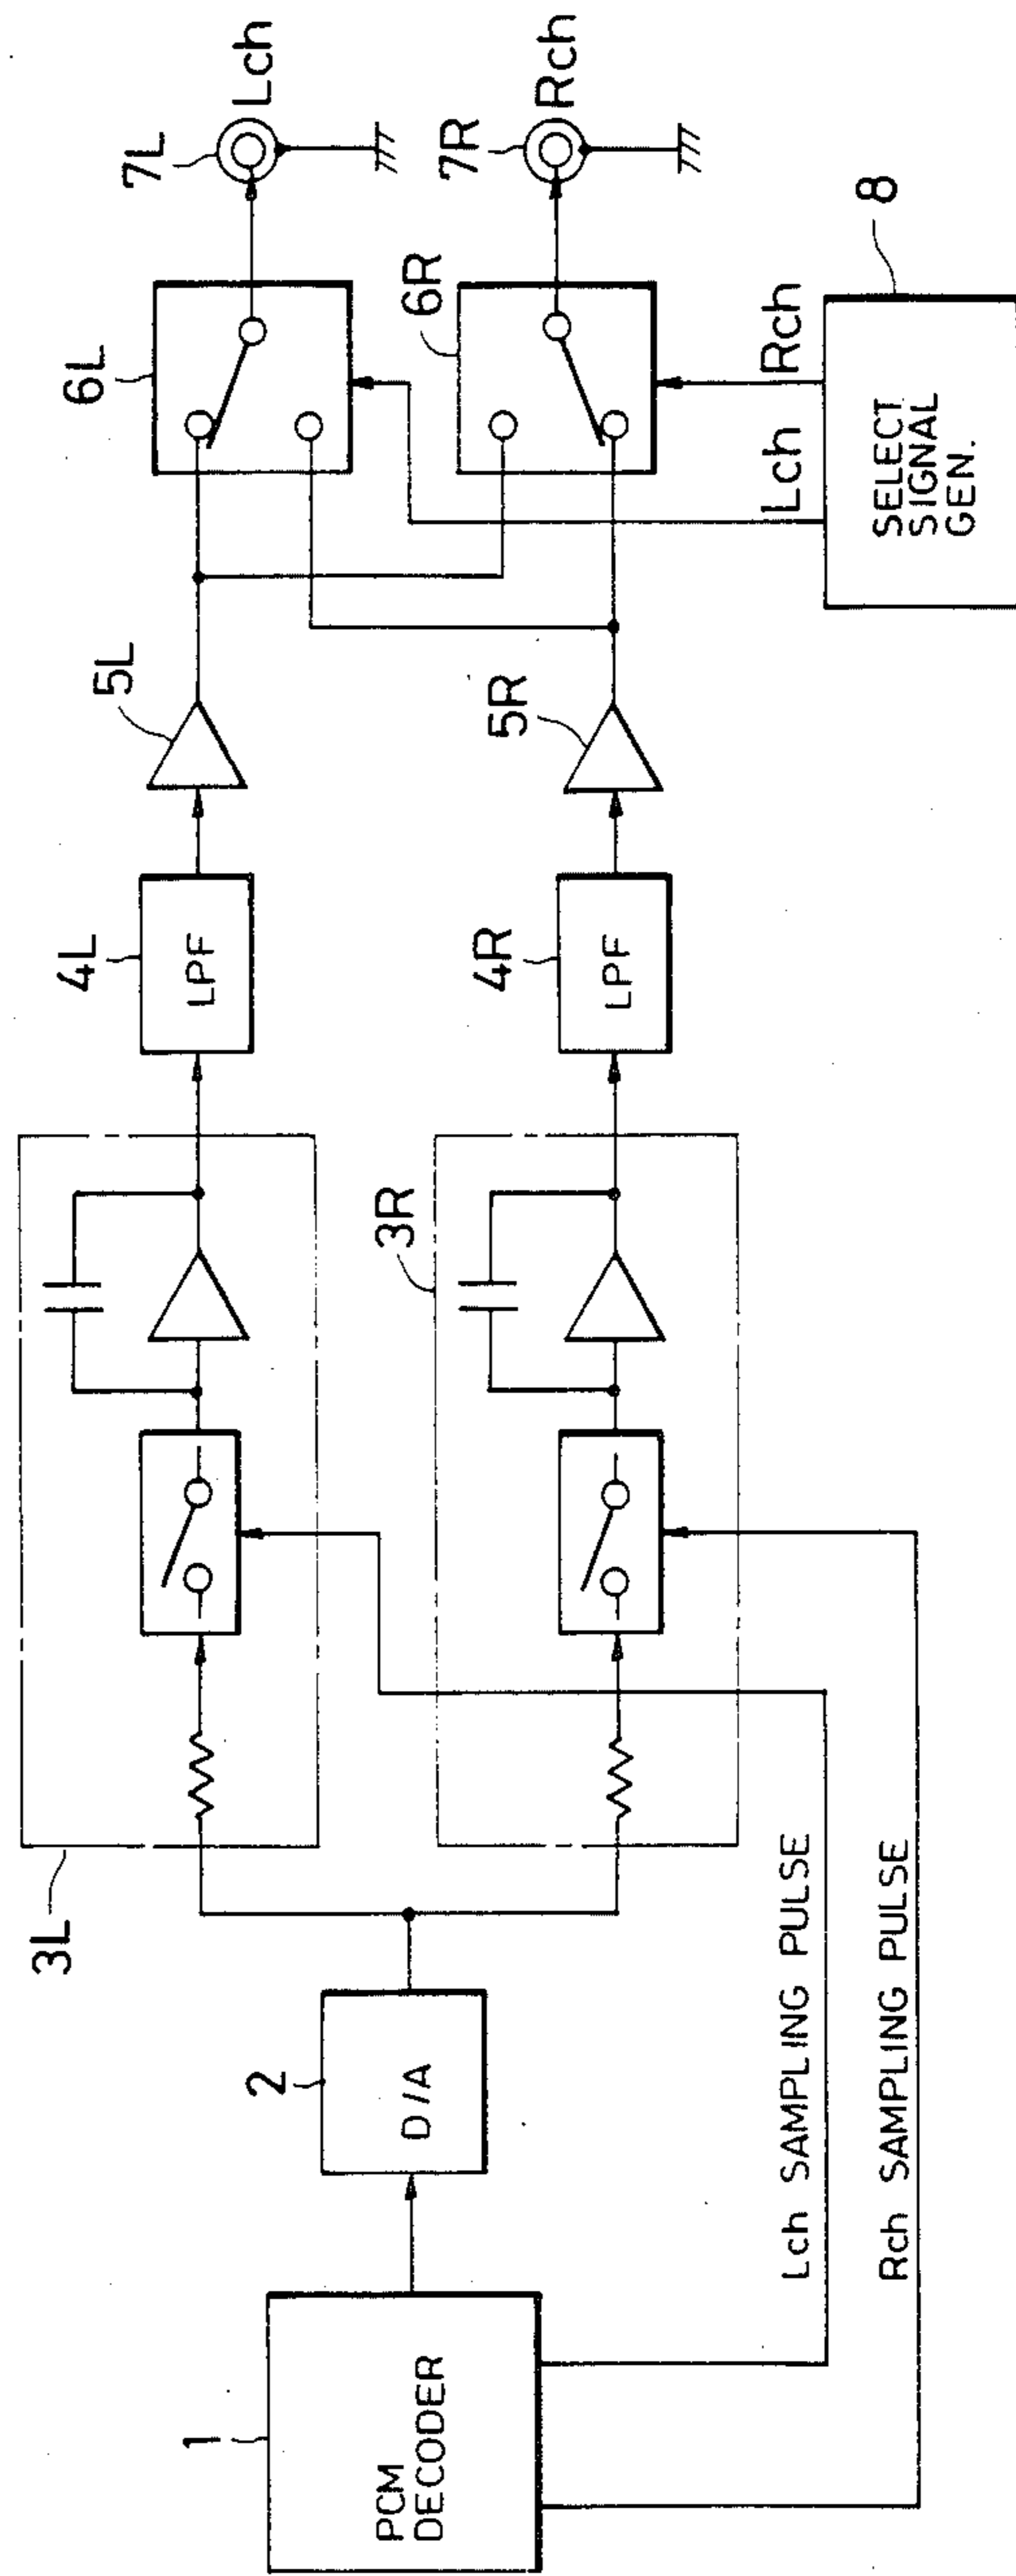 1
PCM
DECODER
2
D/A
3L
3R
4L
LPF
4R
LPF
5L
5R
6L
6R
7L
Lch
7R
Rch
Lch
Rch
8
SELECT
SIGNAL
GEN.
Lch SAMPLING PULSE
Rch SAMPLING PULSE